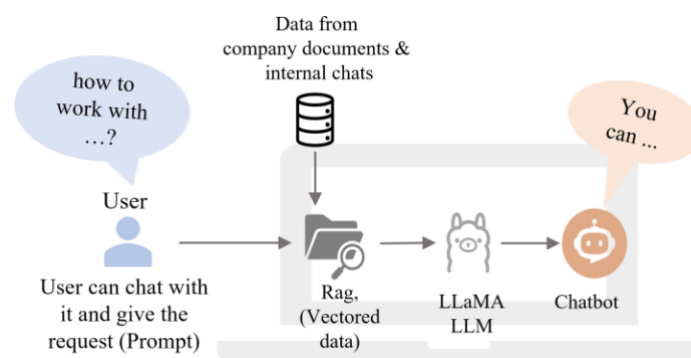 Data from
company documents &
internal chats
how to
work with
...?
You
can ...
User
User can chat with
it and give the
request (Prompt)
Rag,
(Vectored
data)
LLaMA
LLM
Chatbot